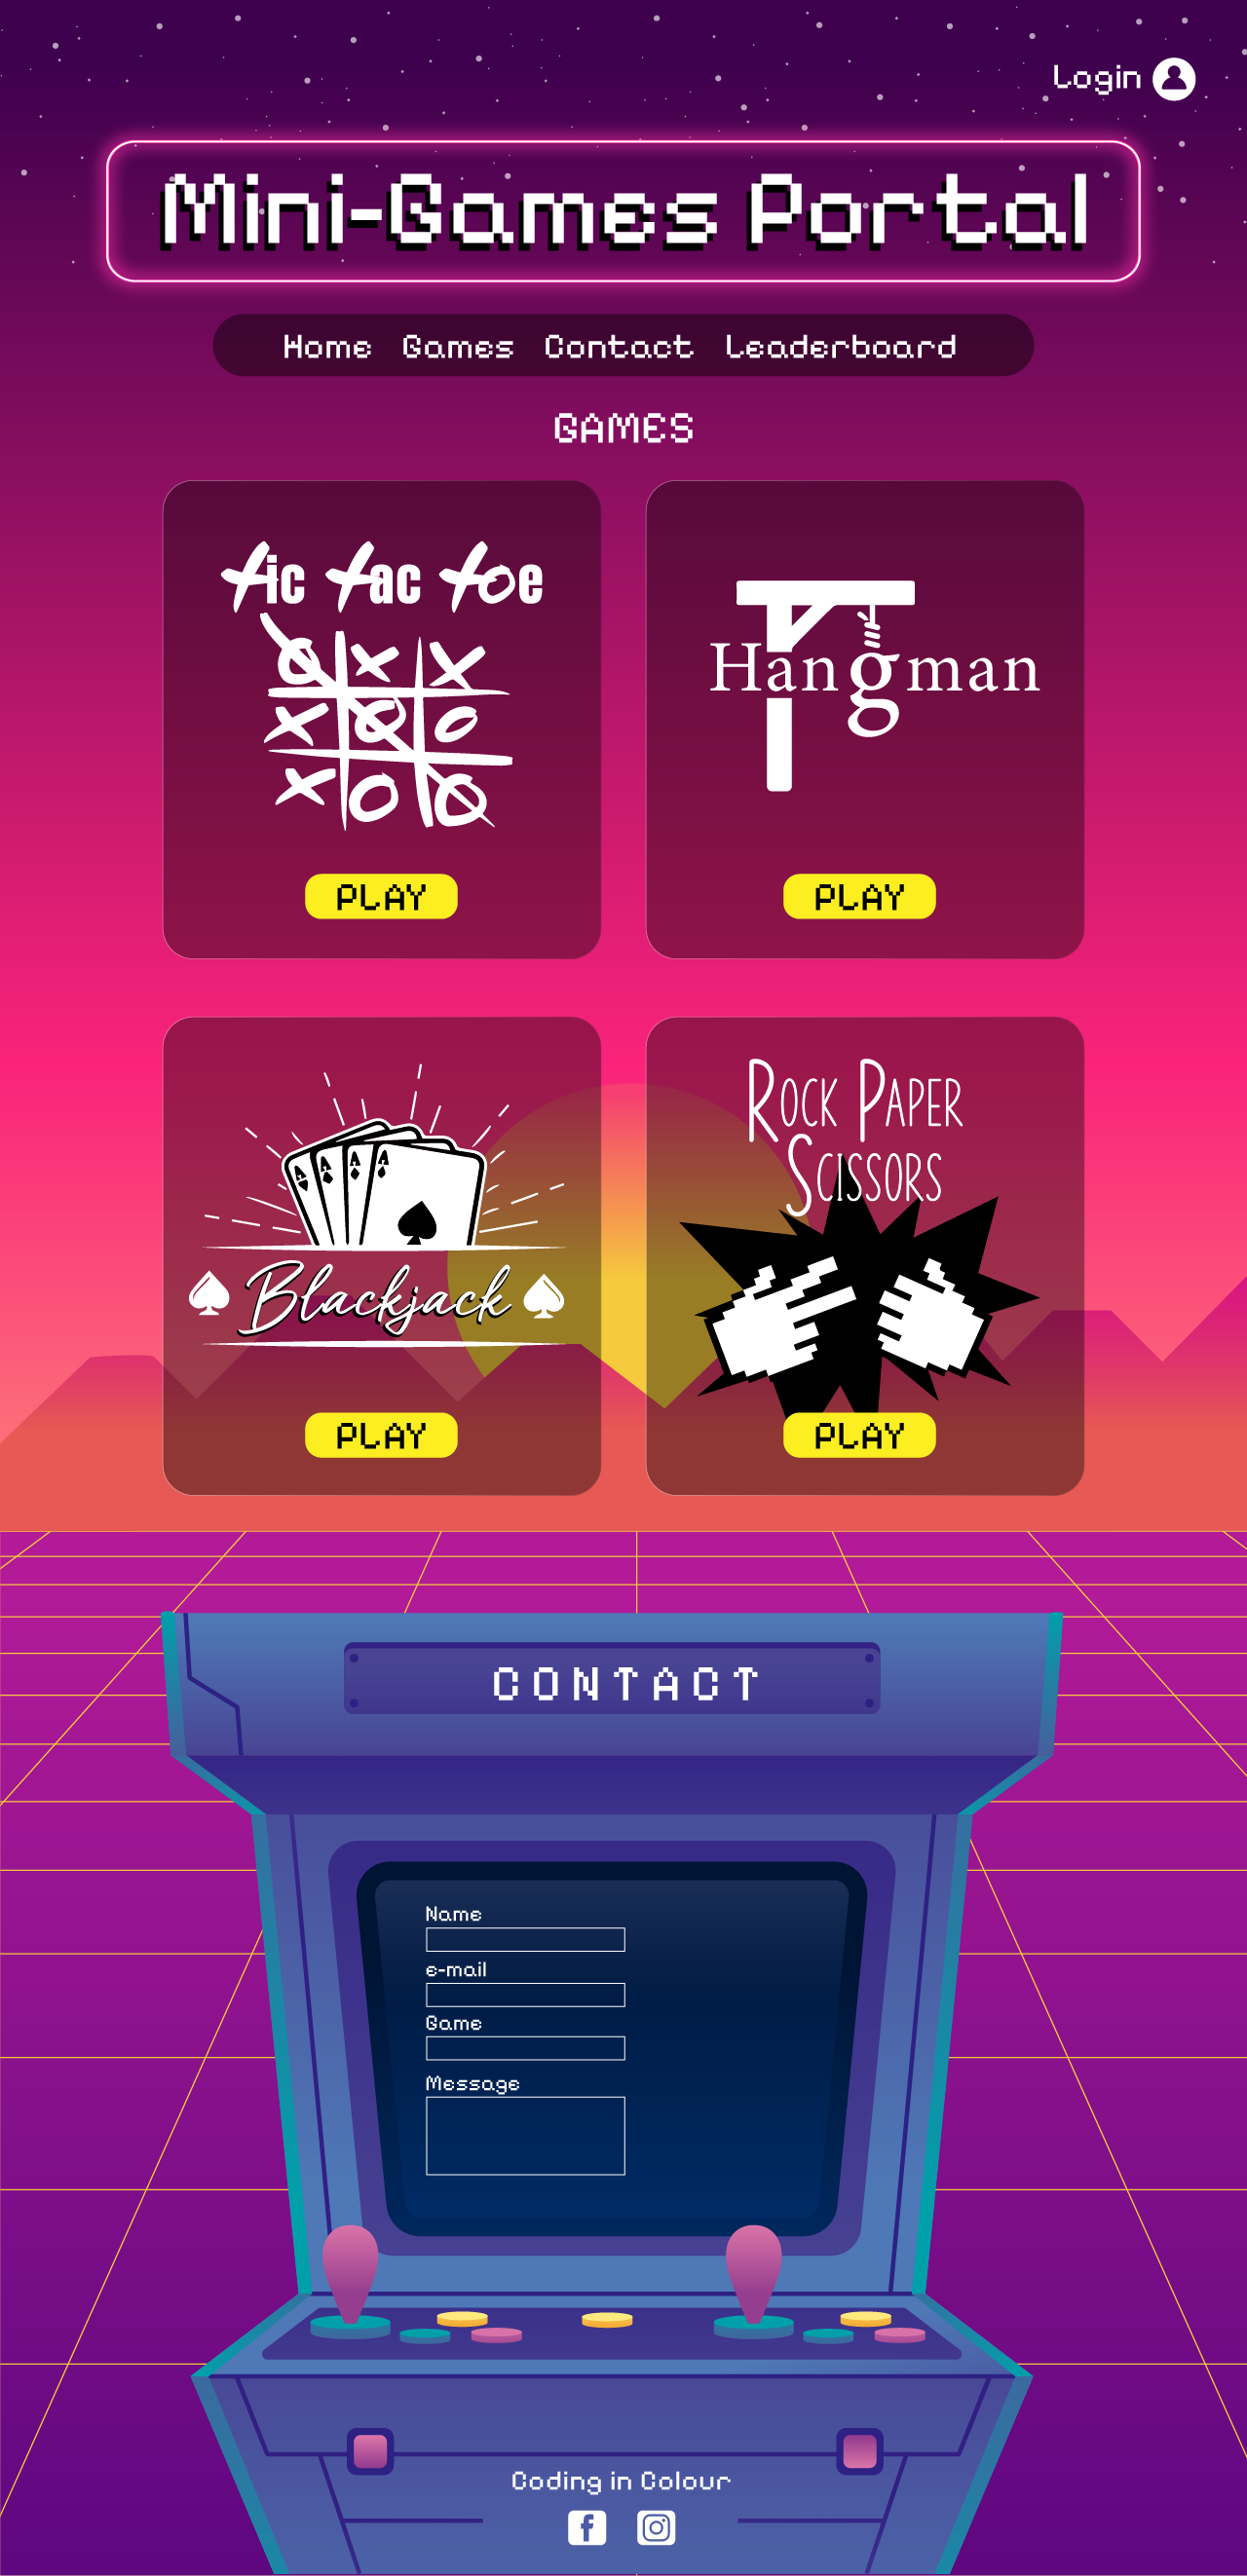 Login
Mini-Games Portal
Home Games Contact Leaderboard
GAMES
tic tac toe
PLAY
Hangman
PLAY
A A A A
Blackjack
PLAY
ROCK PAPER
SCISSORS
PLAY
CONTACT
Name
e-mail
Game
Message
Coding in Colour